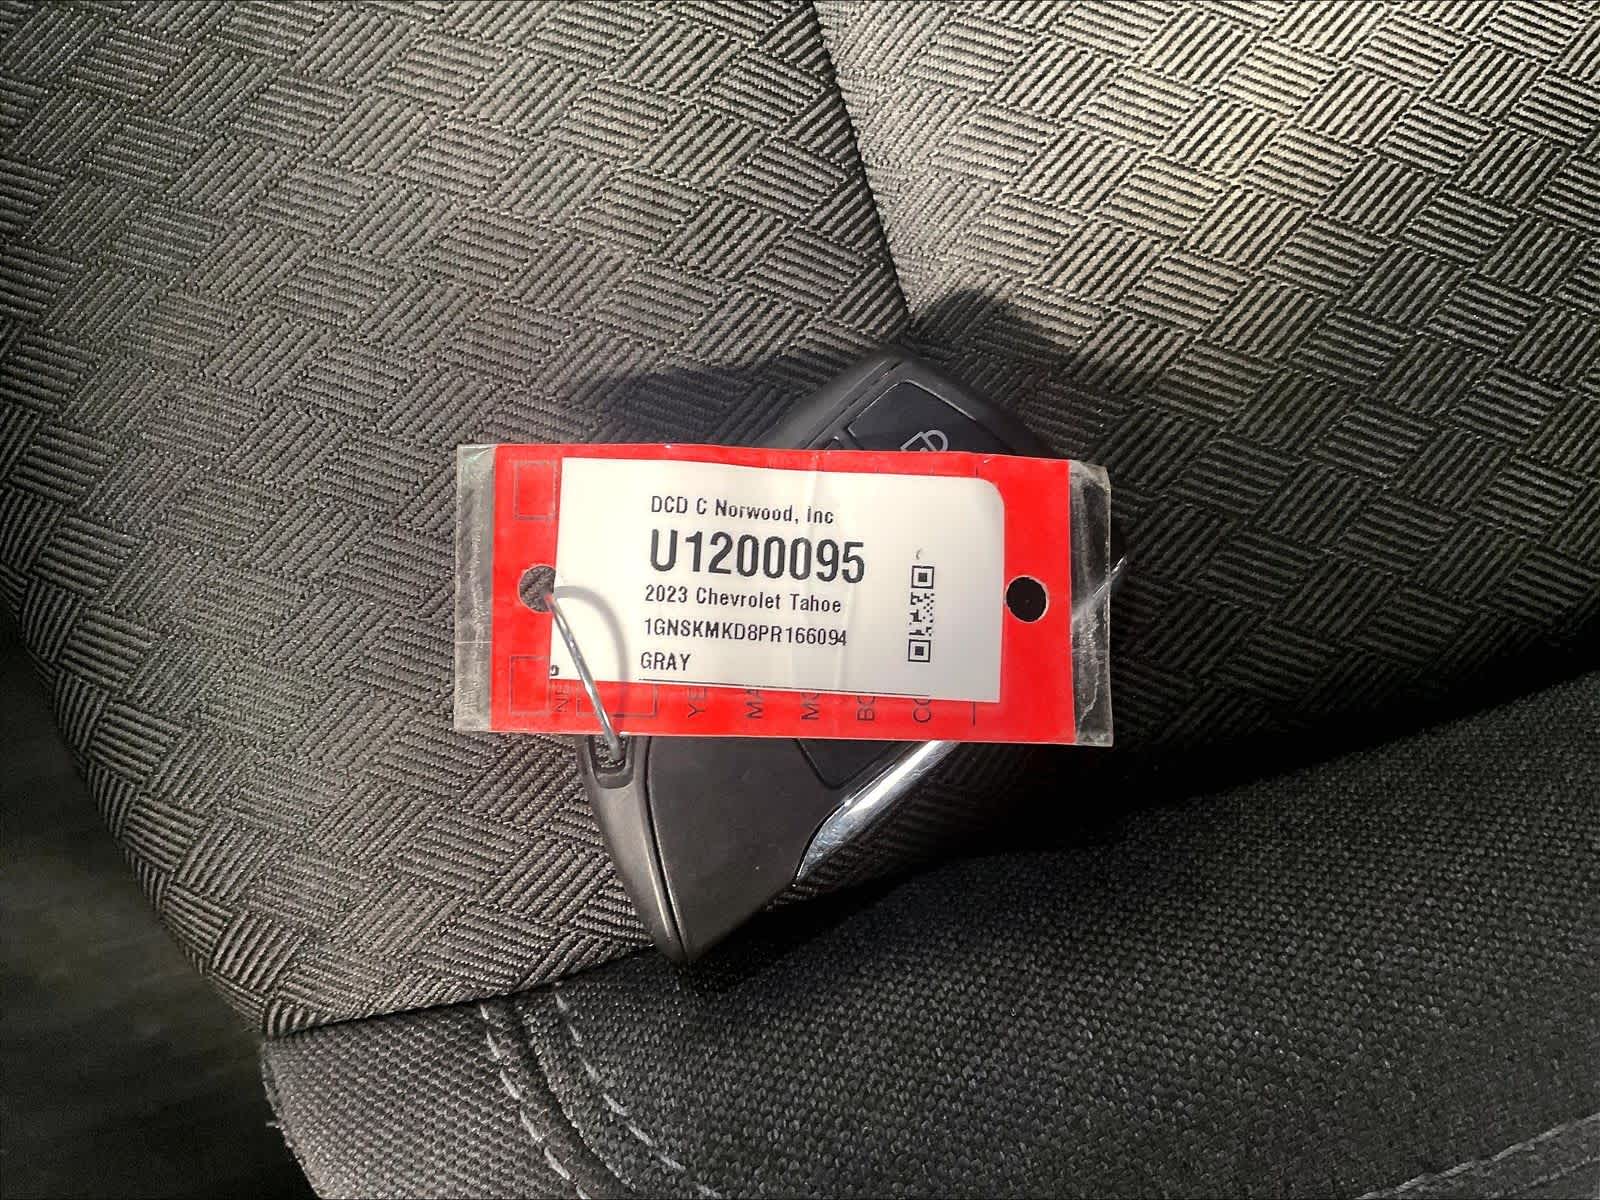 DCD C Norwood, Inc
U1200095
2023 Chevrolet Tahoe
1GNSKMKD8PR166094
GRAY